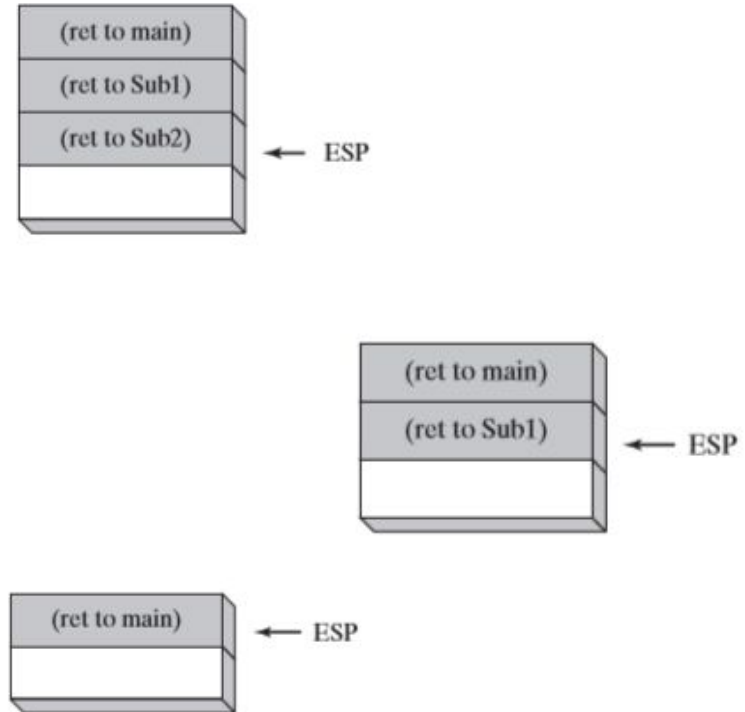 (ret to main)
(ret to Sub1)
(ret to Sub2)
ESP
(ret to main)
(ret to Sub1)
ESP
(ret to main)
ESP